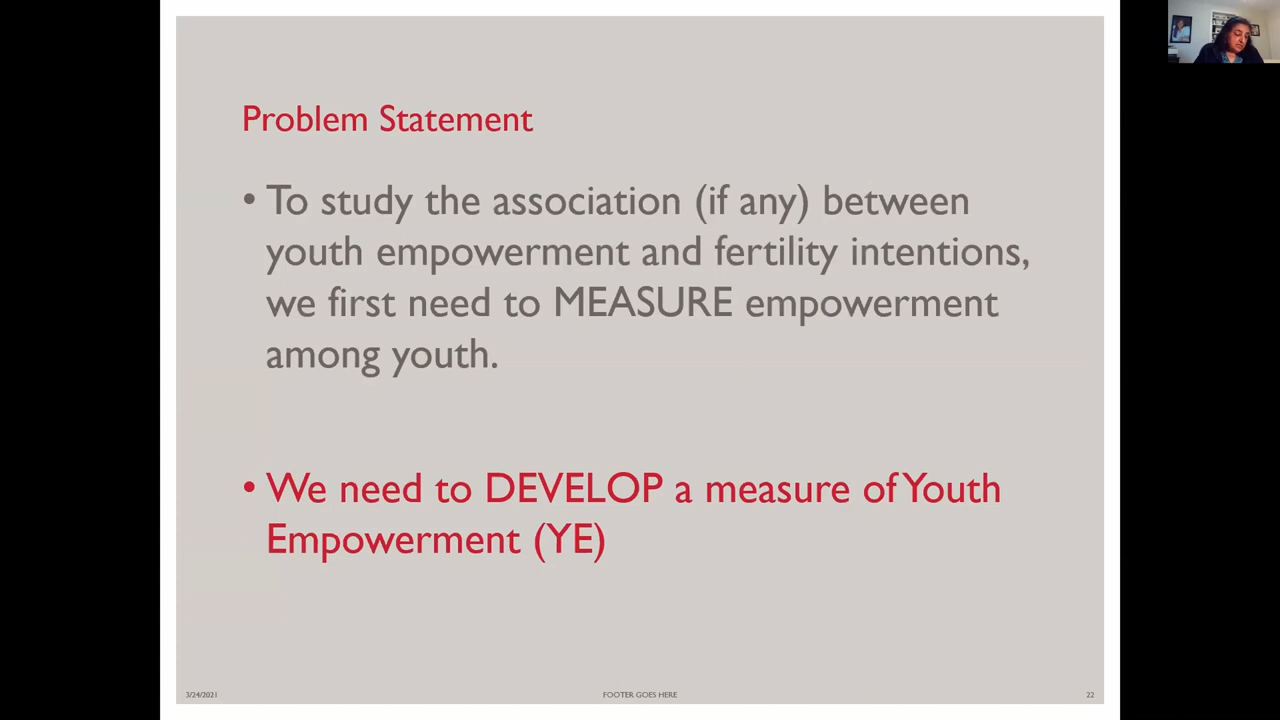 Problem Statement
• To study the association (if any) between
youth empowerment and fertility intentions,
we first need to MEASURE empowerment
among youth.
• We need to DEVELOP a measure of Youth
Empowerment (YE)
3/24/2021
FOOTER GOES HERE
22